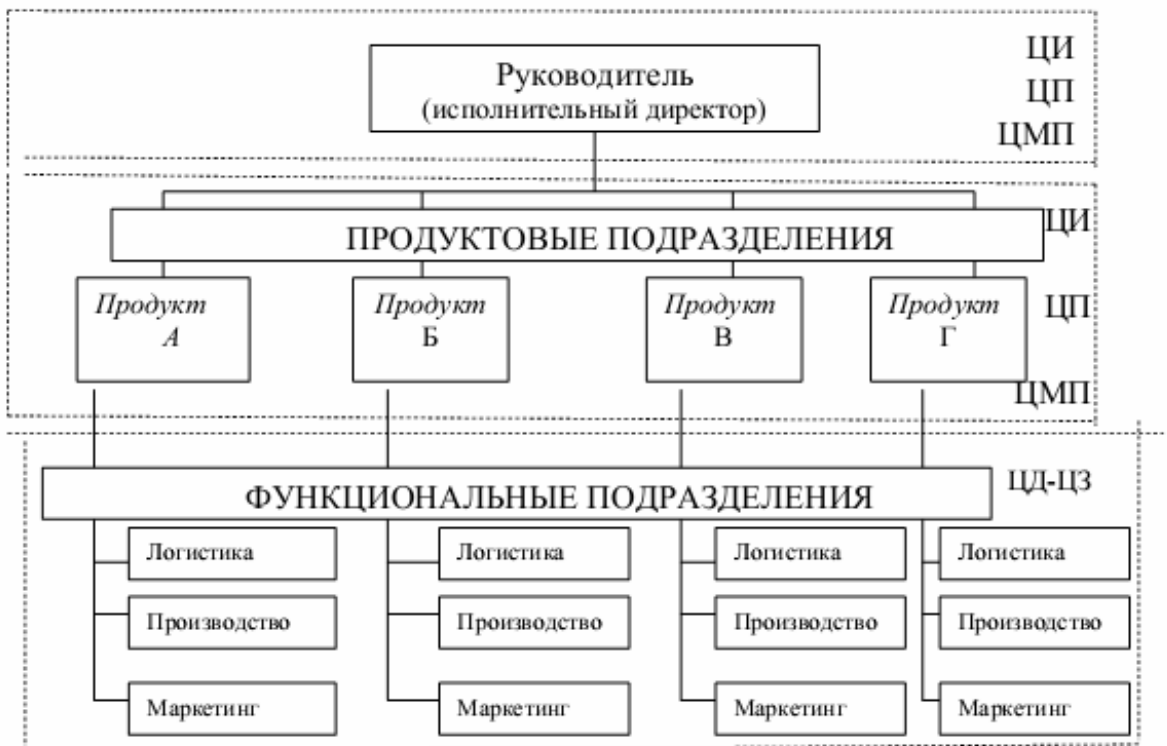 ЦИ
Руководитель
(исполнительный директор)
ЦП
ЦМП
ЦИ
ПРОДУКТОВЫЕ ПОДРАЗДЕЛЕНИЯ
Продукт Продукт Продукт Продукт
А Б В Г
ЦП
ЦМП
ФУНКЦИОНАЛЬНЫЕ ПОДРАЗДЕЛЕНИЯ
ЦД-ЦЗ
Логистика Логистика Логистика Логистика
Производство Производство Производство Производство
Маркетинг Маркетинг Маркетинг Маркетинг